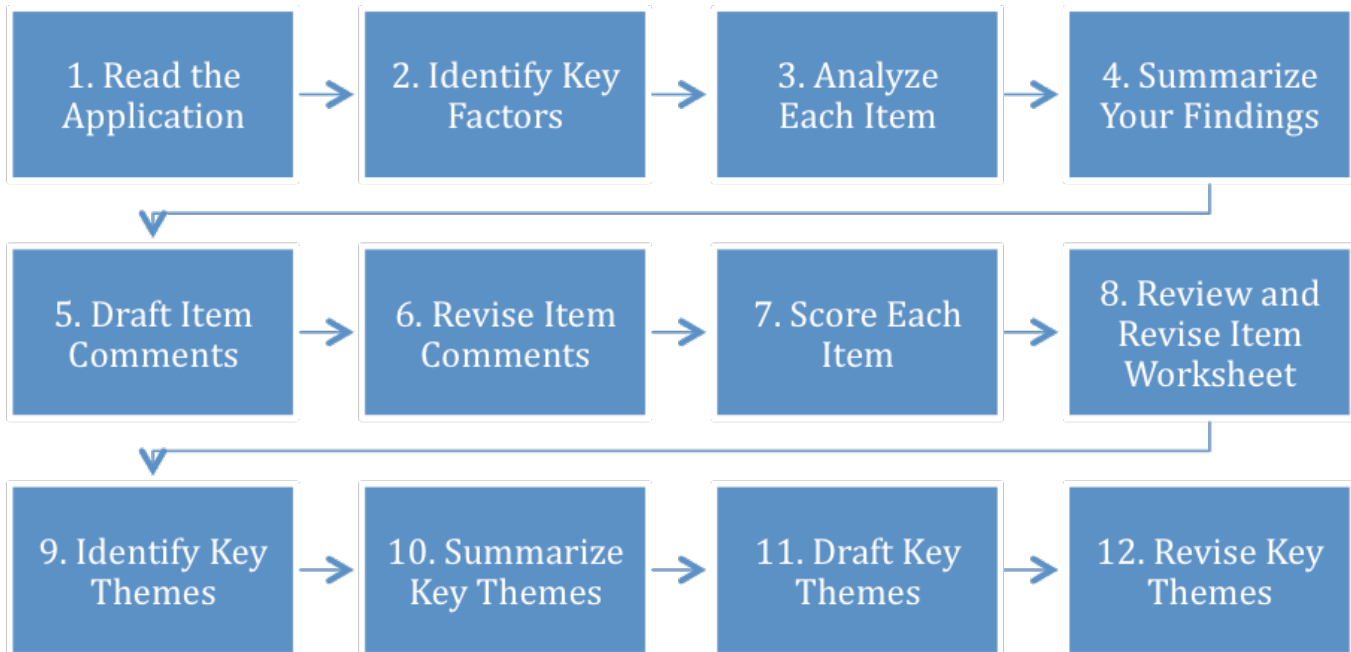 1. Read the
Application
2. Identify Key
Factors
3. Analyze
Each Item
4. Summarize
Your Findings
5. Draft Item
Comments
6. Revise Item
Comments
7. Score Each
Item
8. Review and
Revise Item
Worksheet
9. Identify Key
Themes
10. Summarize
Key Themes
11. Draft Key
Themes
12. Revise Key
Themes